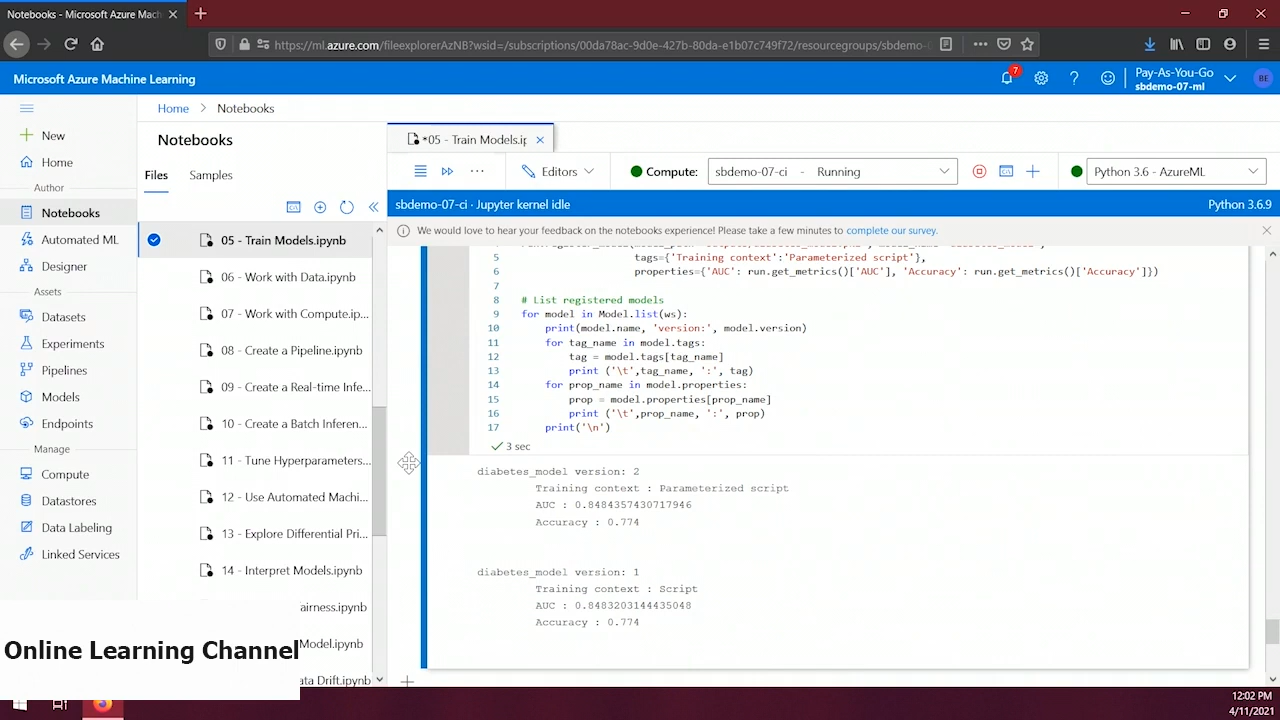 Notebooks - Microsoft Azure Mach
https://ml.azure.com/fileexplorerAzNB?wsid=/subscriptions/00da78ac-9d0e-427b-80da-e1b07c749f72/resourcegroups/sbdemo-0
Microsoft Azure Machine Learning
7
Pay-As-You-Go
sbdemo-07-ml
BE
New
Home
Author
Notebooks
Automated ML
Designer
Assets
Datasets
Experiments
Pipelines
Models
Endpoints
Manage
Compute
Datastores
Data Labeling
Linked Services
Home > Notebooks
Notebooks
Files Samples
05 - Train Models.ipynb
06 - Work with Data.ipynb
07 - Work with Compute.ip...
08 - Create a Pipeline.ipynb
09 - Create a Real-time Infe...
10 - Create a Batch Inferen...
11 - Tune Hyperparameters...
12 - Use Automated Machi...
13 - Explore Differential Pri...
14 - Interpret Models.ipynb
airness.ipynb
Model.ipynb
ata Drift.ipynb
*05 - Train Models.ip
Editors
Compute: sbdemo-07-ci - Running
Python 3.6 - AzureML
sbdemo-07-ci · Jupyter kernel idle
Python 3.6.9
We would love to hear your feedback on the notebooks experience! Please take a few minutes to complete our survey.
5 tags={'Training context':'Parameterized script'},
6 properties={'AUC': run.get_metrics()['AUC'], 'Accuracy': run.get_metrics()['Accuracy']})
7
8 # List registered models
9 for model in Model.list(ws):
10 print(model.name, 'version:', model.version)
11 for tag_name in model.tags:
12 tag = model.tags[tag_name]
13 print ('\t',tag_name, ':', tag)
14 for prop_name in model.properties:
15 prop = model.properties[prop_name]
16 print ('\t',prop_name, ':', prop)
17 print('\n')
3 sec
diabetes_model version: 2
Training context : Parameterized script
AUC : 0.8484357430717946
Accuracy : 0.774
diabetes_model version: 1
Training context : Script
AUC : 0.8483203144435048
Accuracy : 0.774
Online Learning Channel
12:02 PM
4/11/2021